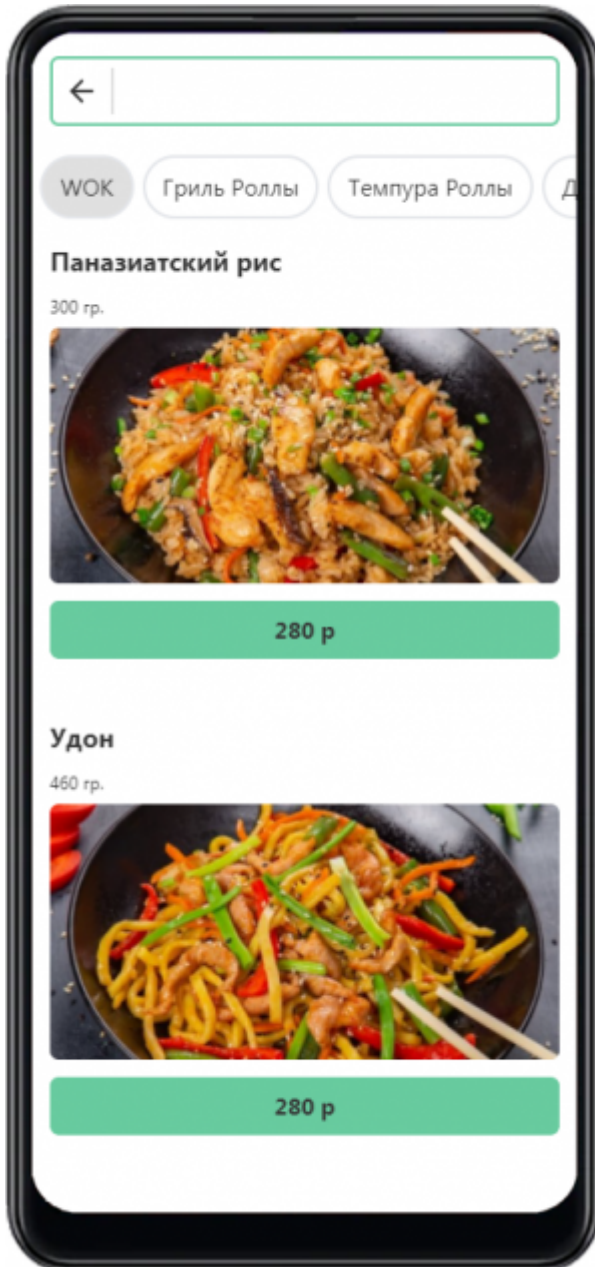 WOK
Гриль Роллы
Темпура Роллы
Паназиатский рис
300 гр.
280 р
Удон
460 гр.
280 р